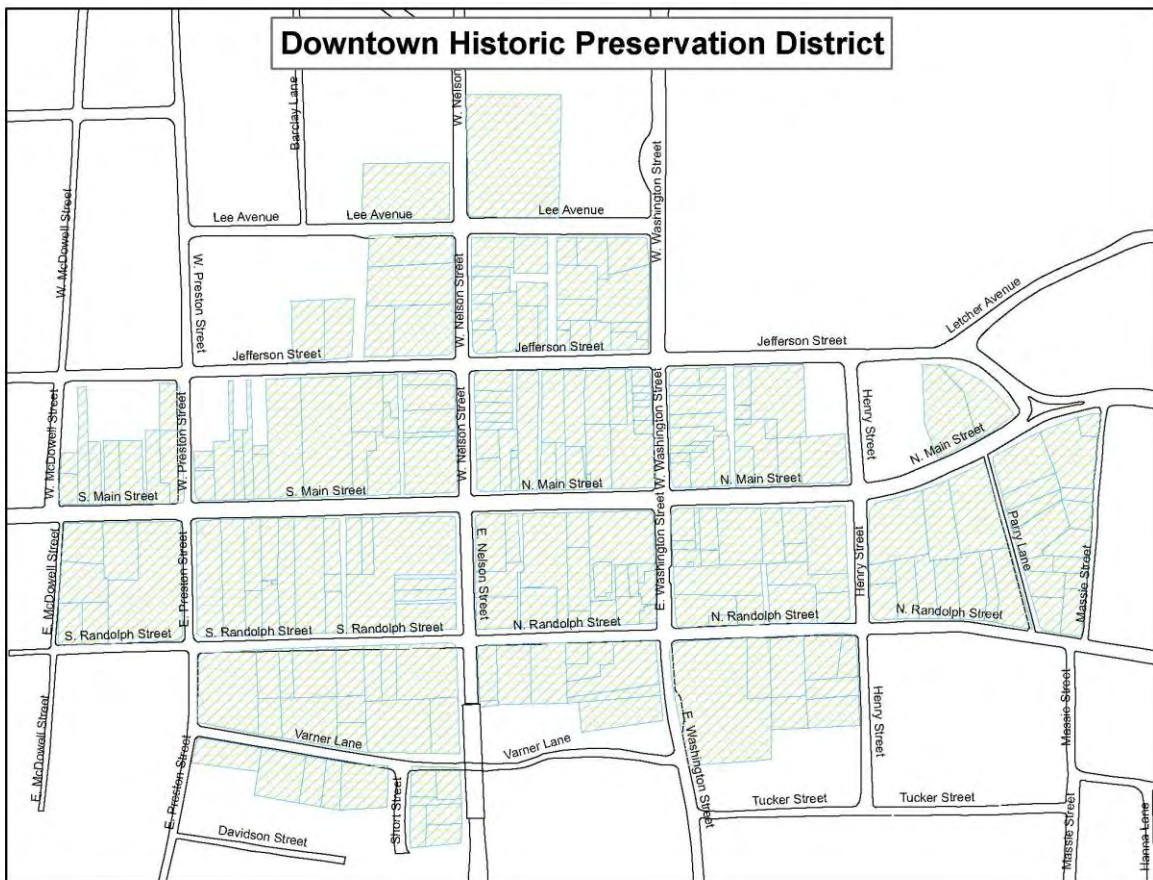 Downtown Historic Preservation District
Barclay Lane
W. Nelson
W. McDowell Street
Lee Avenue
Lee Avenue
Lee Avenue
W. Washington Street
W. Preston Street
W. Nelson Street
Letcher Avenue
Jefferson Street
Jefferson Street
Jefferson Street
W. McDowell Street
W. Preston Street
W. Nelson Street
W. Washington Street
Henry Street
N. Main Street
S. Main Street
S. Main Street
N. Main Street
N. Main Street
E. McDowell Street
E. Preston Street
E. Nelson Street
E. Washington Street
Henry Street
Parry Lane
Massie Street
S. Randolph Street
S. Randolph Street
S. Randolph Street
N. Randolph Street
N. Randolph Street
N. Randolph Street
E. McDowell Street
E. Preston Street
Varner Lane
Varner Lane
E. Washington Street
Henry Street
Massie Street
Short Street
Tucker Street
Tucker Street
Davidson Street
Massie Street
Hanna Lane